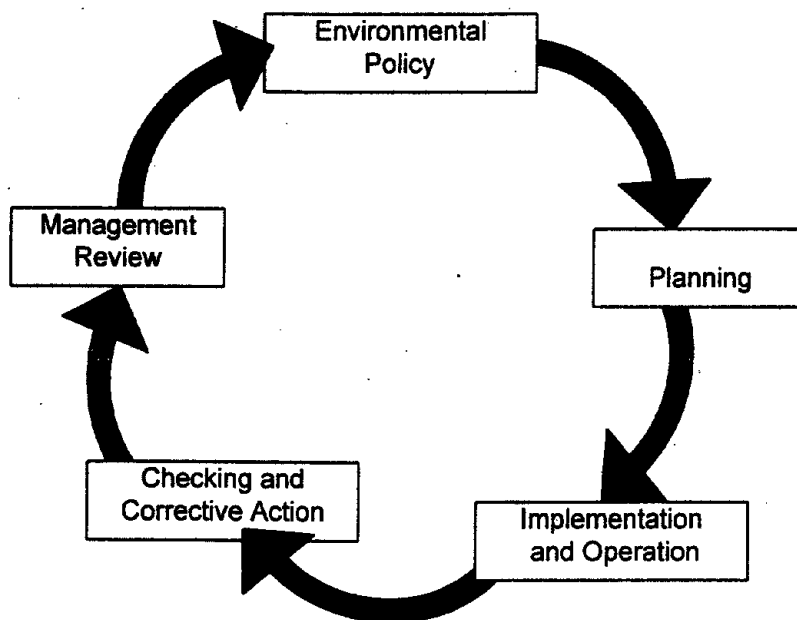 Environmental
Policy
Planning
Implementation
and Operation
Checking and
Corrective Action
Management
Review